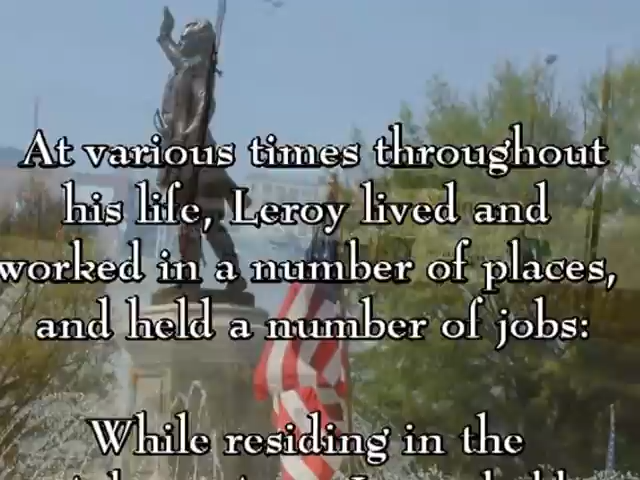 At various times throughout
his life, Leroy lived and
worked in a number of places,
and held a number of jobs:
While residing in the